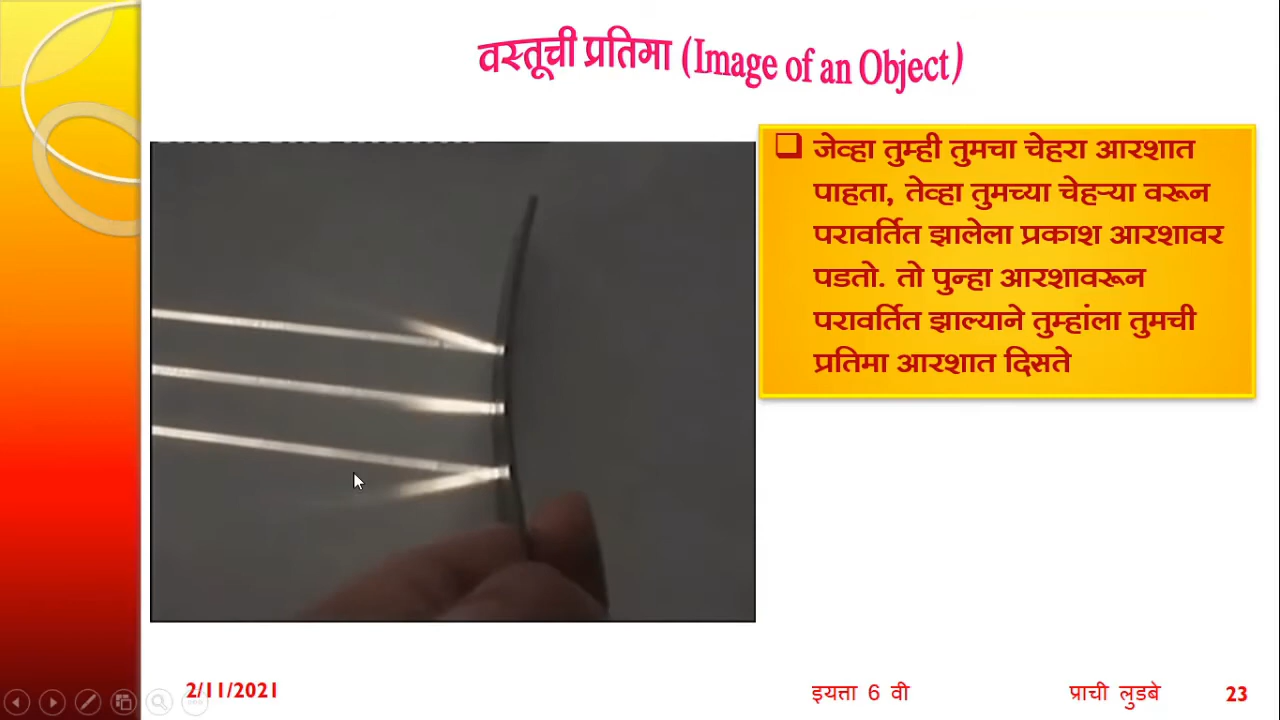 वस्तूची प्रतिमा (Image of an Object)
❑ जेव्हा तुम्ही तुमचा चेहरा आरशात
पाहता, तेव्हा तुमच्या चेहऱ्या वरून
परावर्तित झालेला प्रकाश आरशावर
पडतो. तो पुन्हा आरशावरून
परावर्तित झाल्याने तुम्हांला तुमची
प्रतिमा आरशात दिसते
2/11/2021 इयत्ता 6 वी प्राची लुडबे 23